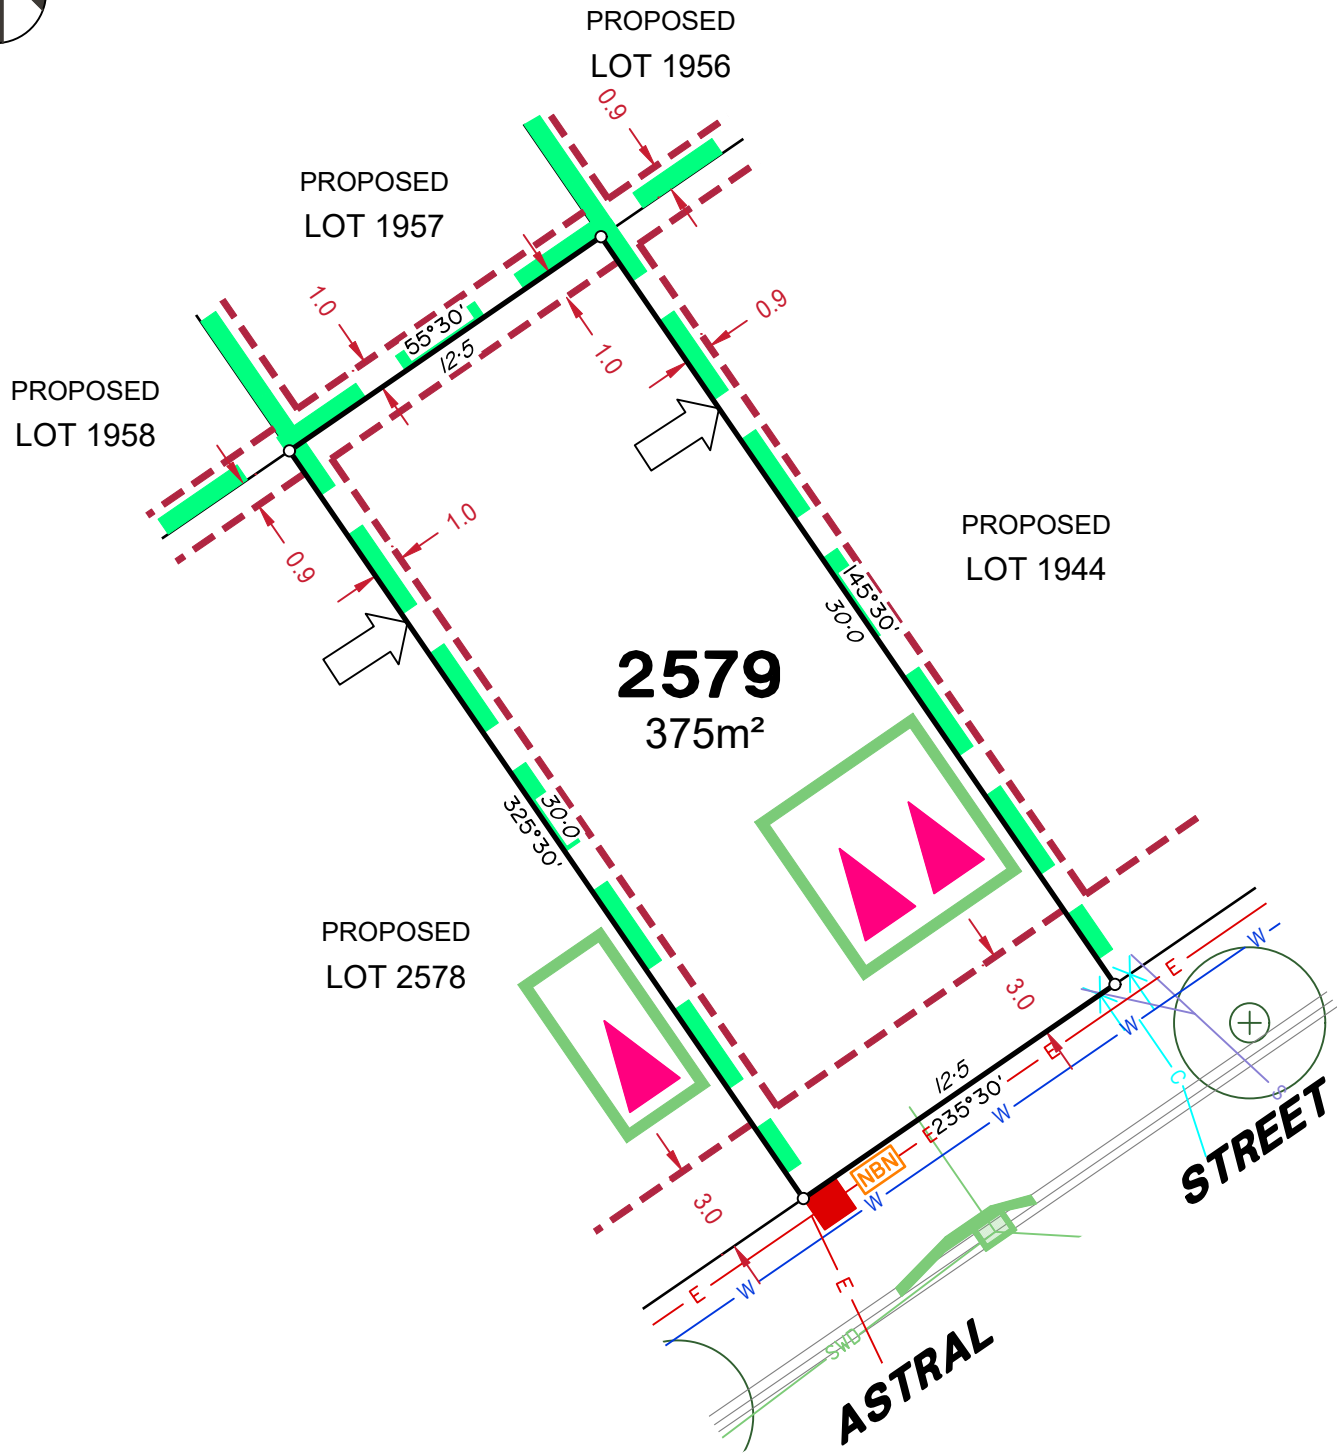 PROPOSED
LOT 1956
0.9
PROPOSED
LOT 1957
1.0
55°30'
12·5
1.0
0.9
PROPOSED
LOT 1958
0.9
1.0
PROPOSED
LOT 1944
145°30'
30·0
2579
375m²
30·0
325°30'
PROPOSED
LOT 2578
3.0
3.0
12·5
235°30'
E
W
E
W
E
W
E
W
E
W
E
C
S
NBN
SWD
ASTRAL
STREET